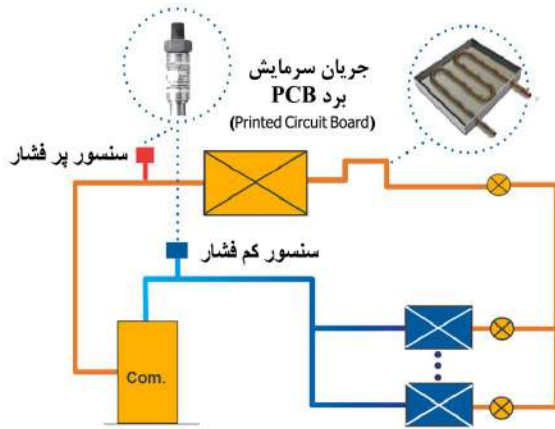 جریان سرمایش
برد PCB
(Printed Circuit Board)
سنسور پر فشار
سنسور کم فشار
Com.